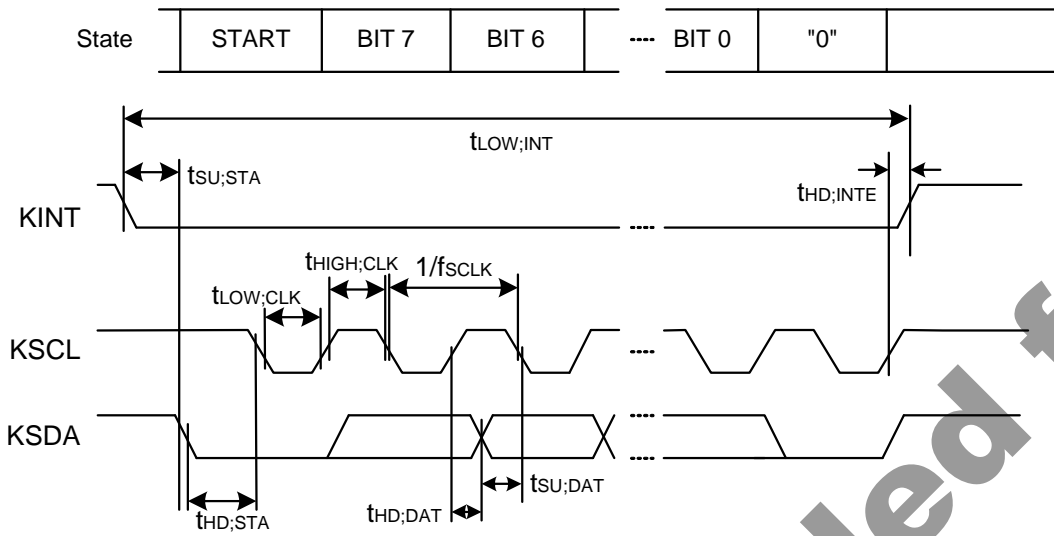 State START BIT 7 BIT 6 ---- BIT 0 "0"
tLOW;INT
tSU;STA
tHD;INTE
KINT ----
tHIGH;CLK 1/fSCLK
tLOW;CLK
KSCL ----
KSDA ----
tSU;DAT
tHD;STA tHD;DAT
led f